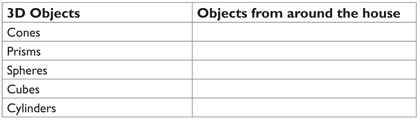 3D Objects Objects from around the house
Cones
Prisms
Spheres
Cubes
Cylinders